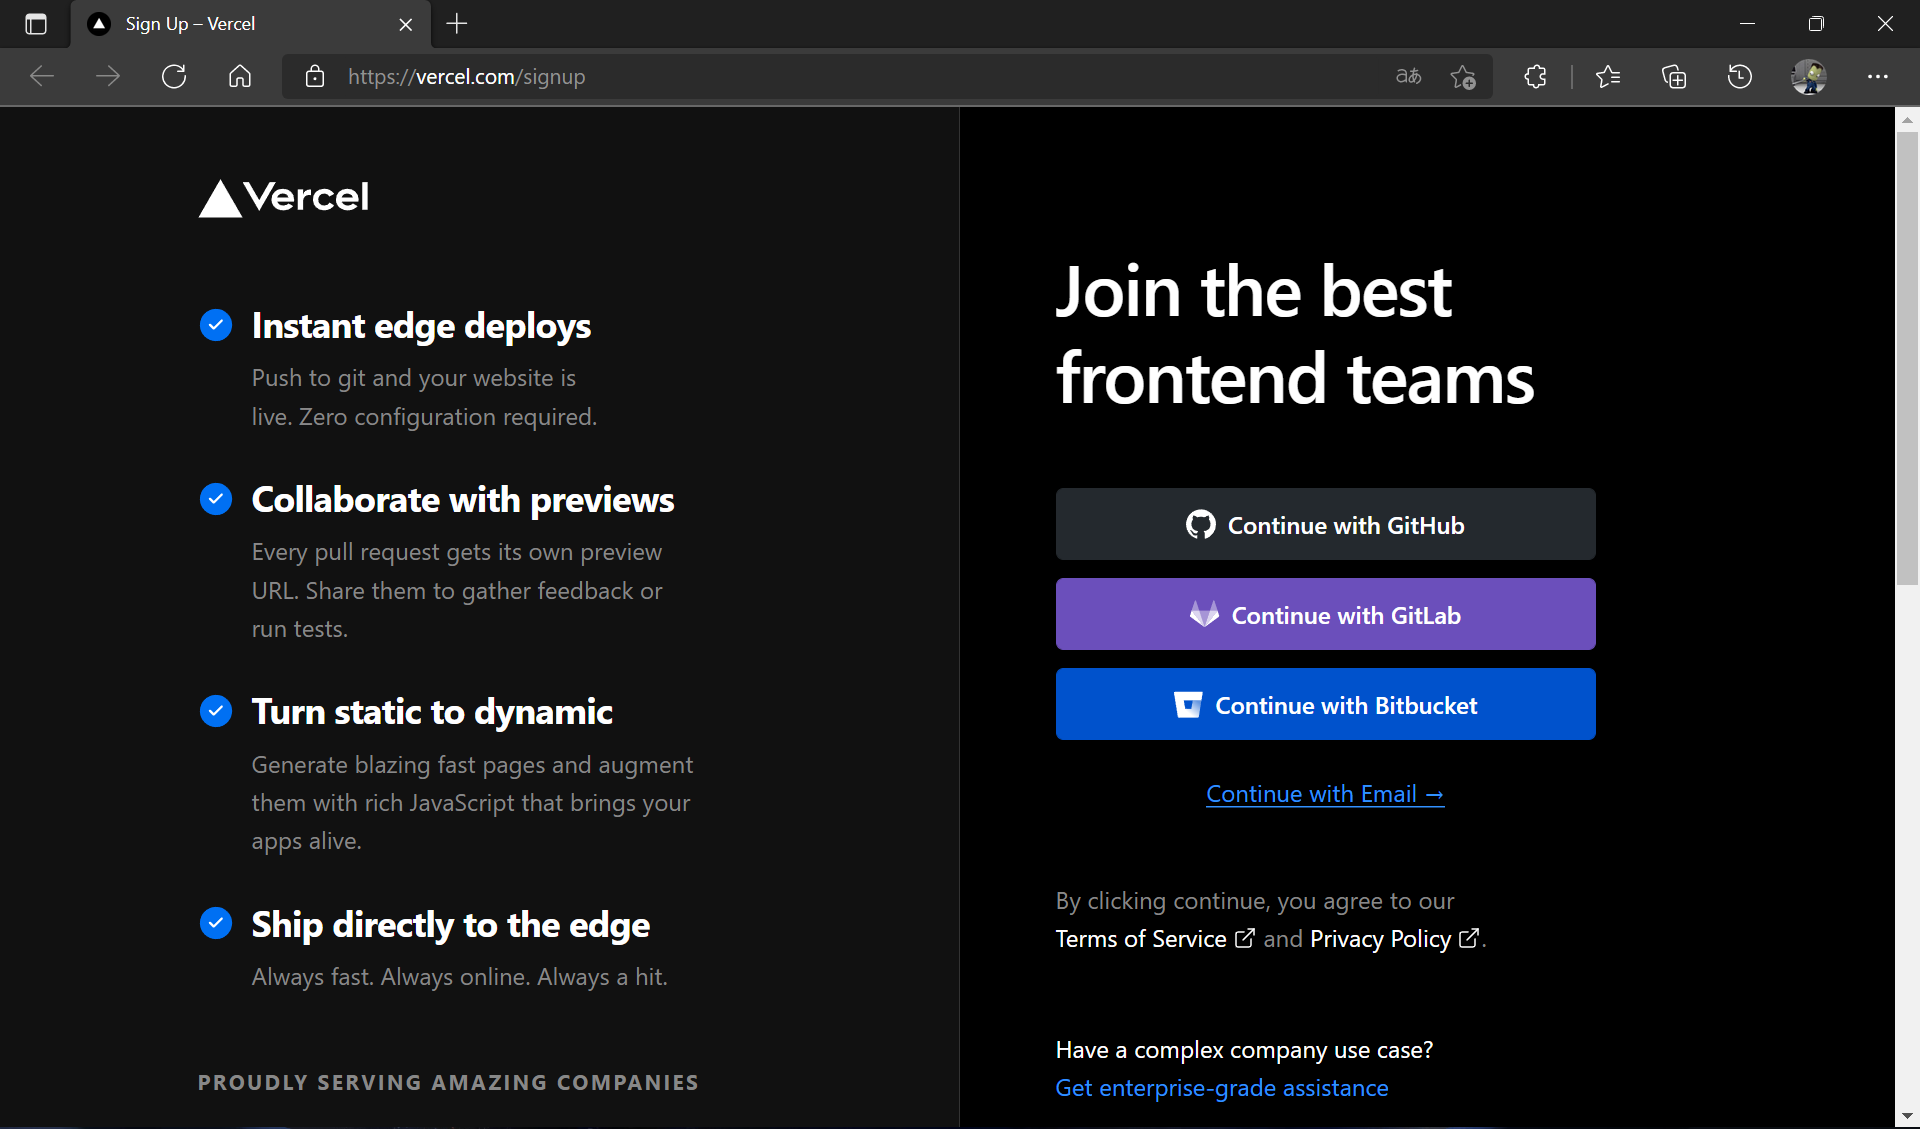 Sign Up – Vercel
https://vercel.com/signup
aあ
Vercel
Instant edge deploys
Push to git and your website is
live. Zero configuration required.
Collaborate with previews
Every pull request gets its own preview
URL. Share them to gather feedback or
run tests.
Turn static to dynamic
Generate blazing fast pages and augment
them with rich JavaScript that brings your
apps alive.
Ship directly to the edge
Always fast. Always online. Always a hit.
PROUDLY SERVING AMAZING COMPANIES
Join the best
frontend teams
Continue with GitHub
Continue with GitLab
Continue with Bitbucket
Continue with Email →
By clicking continue, you agree to our
Terms of Service and Privacy Policy.
Have a complex company use case?
Get enterprise-grade assistance